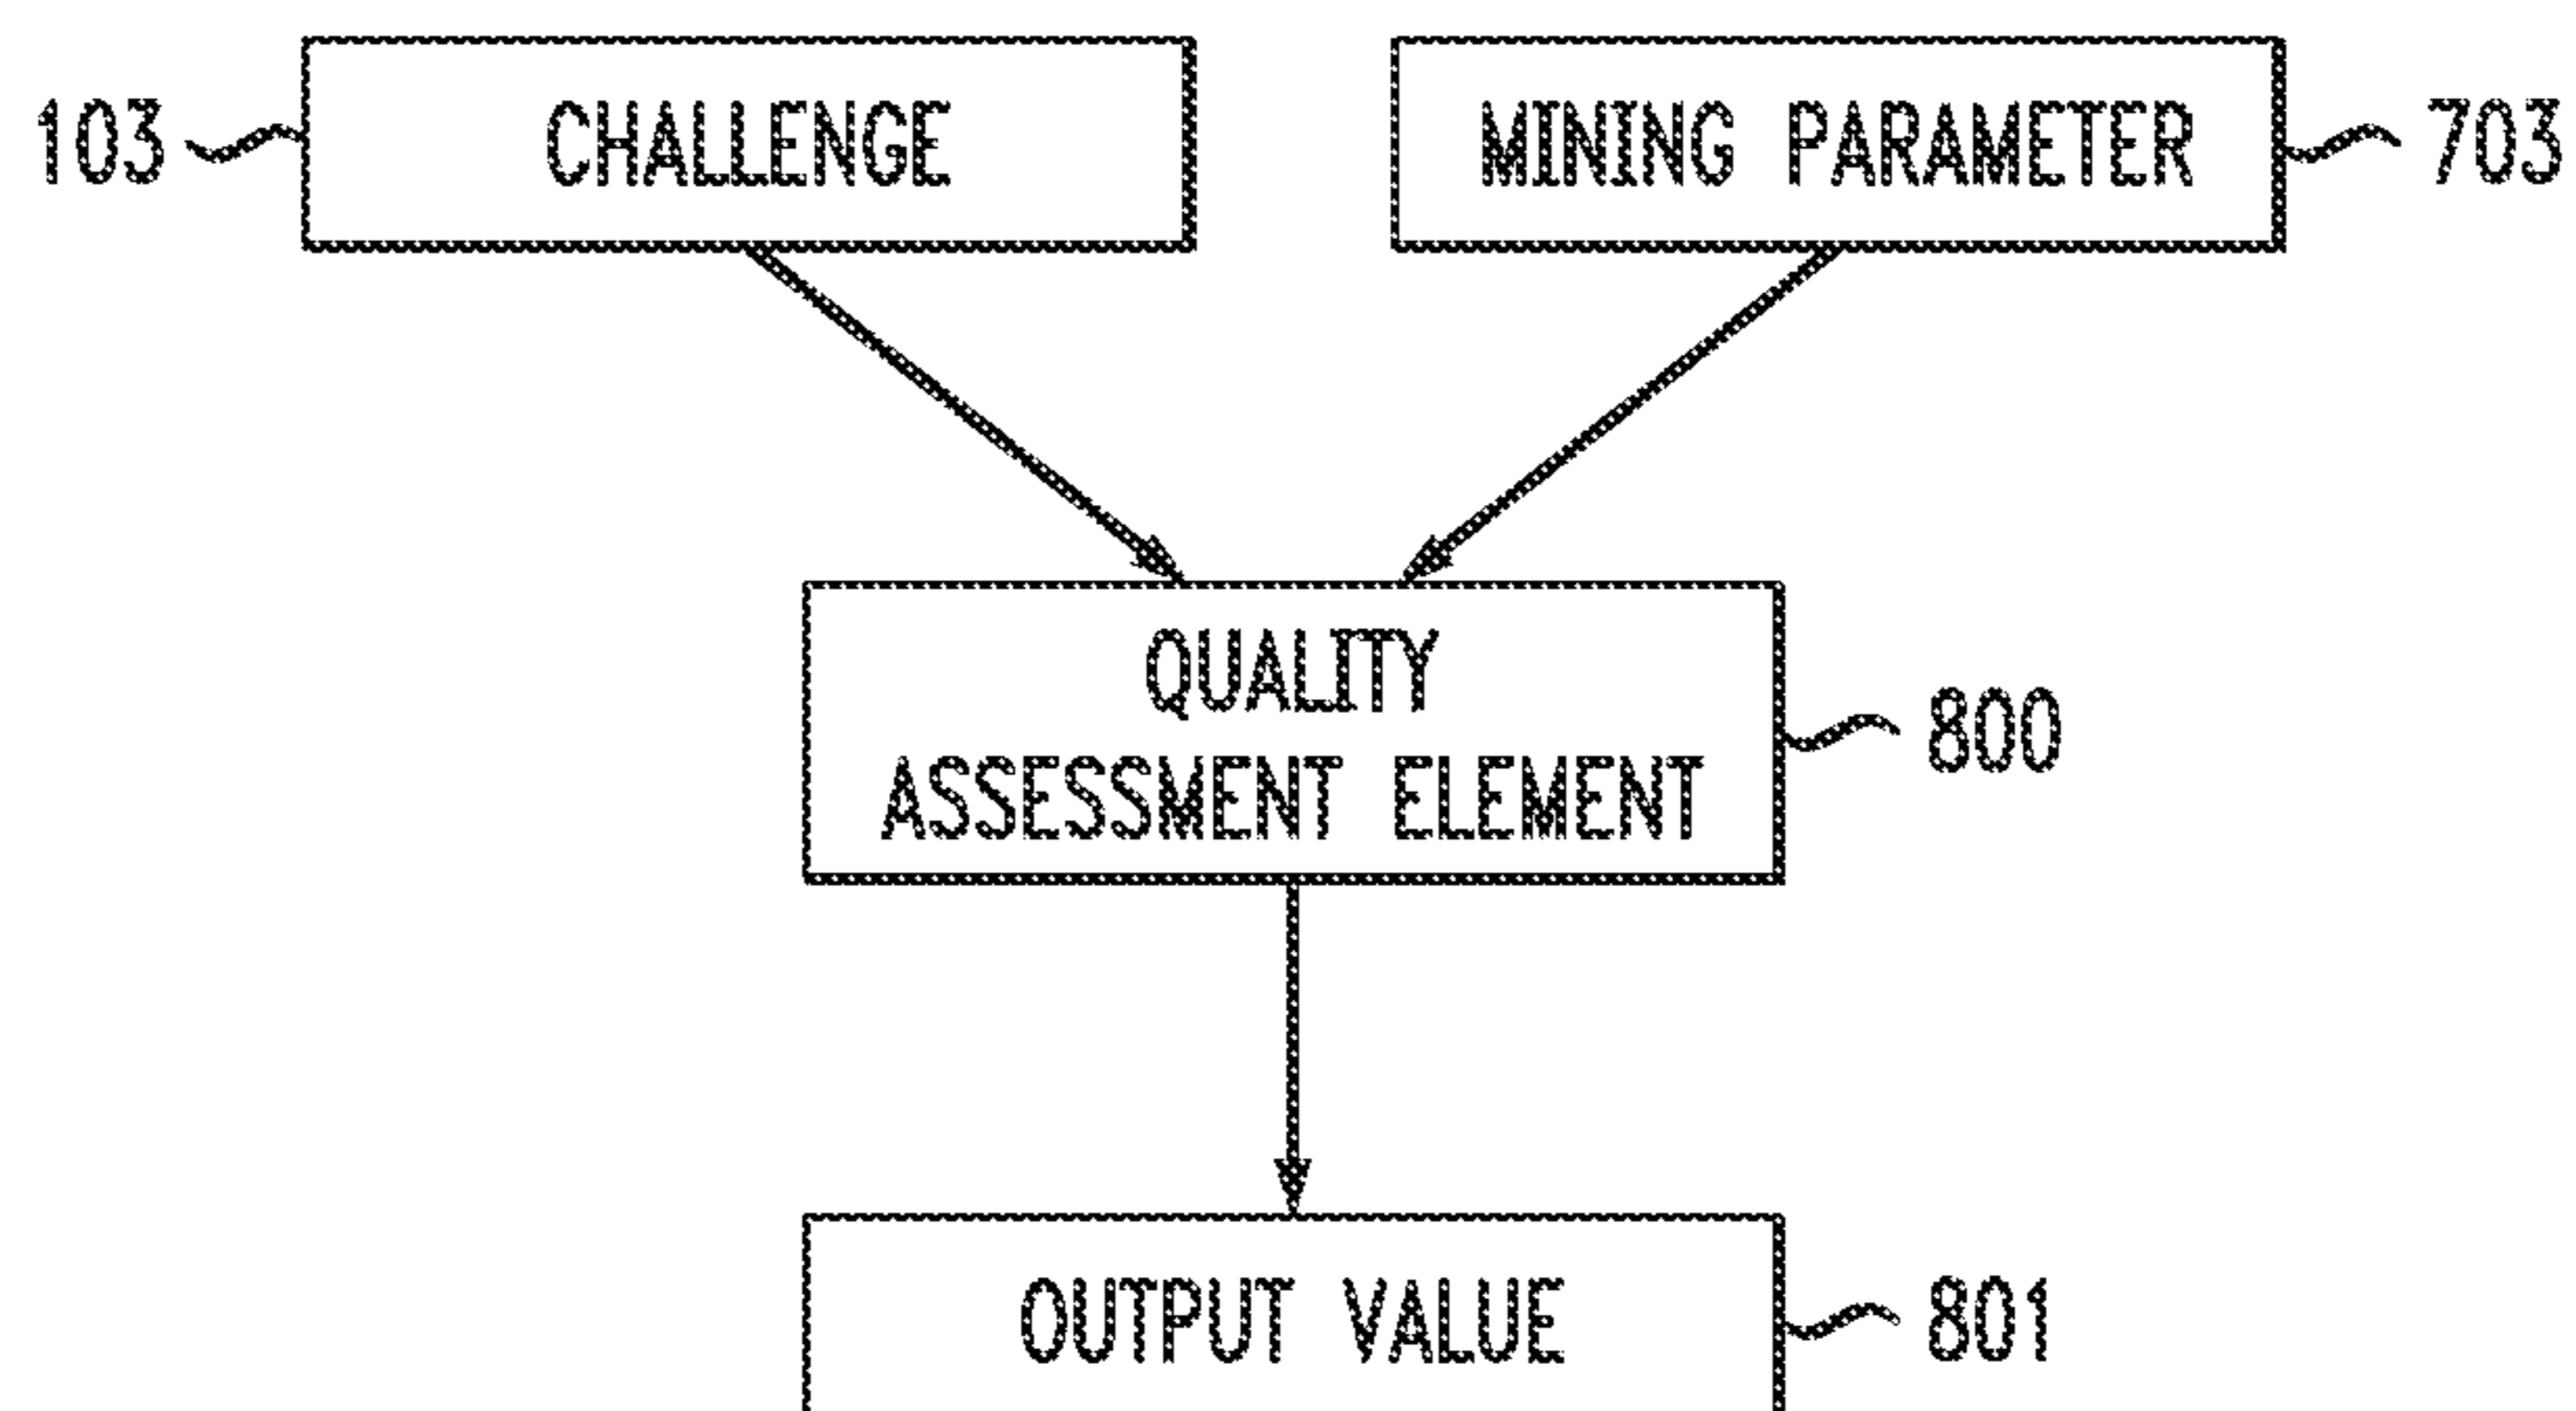 103 CHALLENGE MINING PARAMETER 703
QUALITY
ASSESSMENT ELEMENT 800
OUTPUT VALUE 801